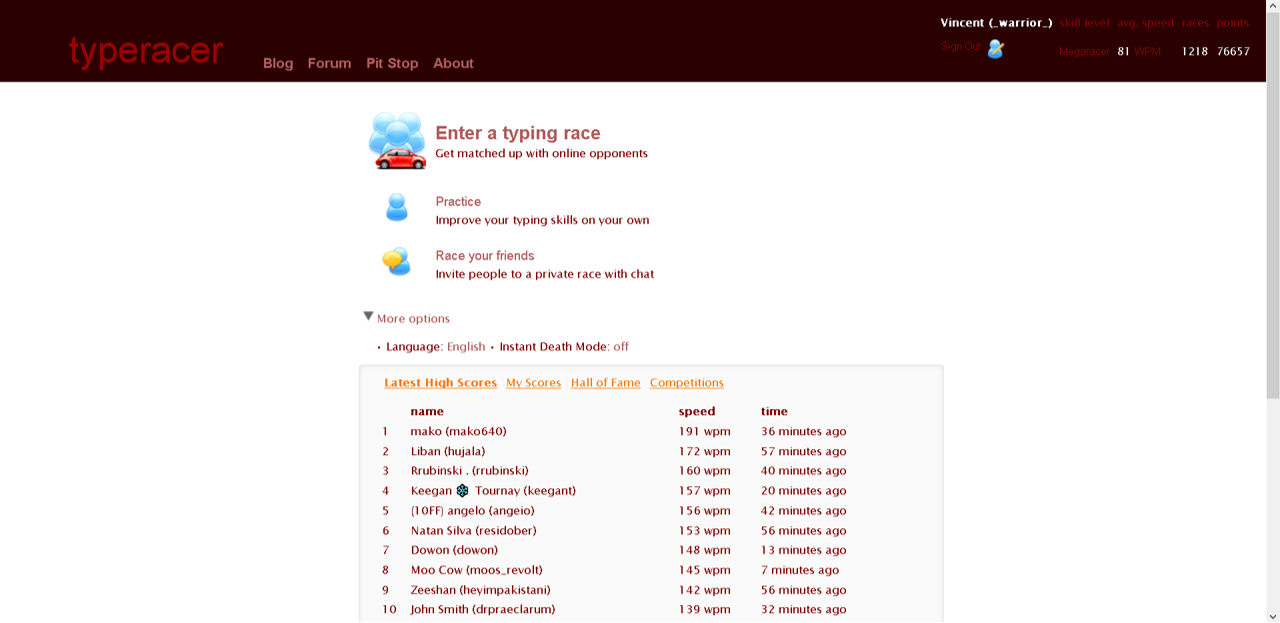 Vincent (_warrior_) skill level avg. speed races points
typeracer
Sign Out
Megaracer 81 WPM 1218 76657
Blog Forum Pit Stop About
Enter a typing race
Get matched up with online opponents
Practice
Improve your typing skills on your own
Race your friends
Invite people to a private race with chat
▼ More options
• Language: English • Instant Death Mode: off
Latest High Scores My Scores Hall of Fame Competitions
name speed time
1 mako (mako640) 191 wpm 36 minutes ago
2 Liban (hujala) 172 wpm 57 minutes ago
3 Rrubinski . (rrubinski) 160 wpm 40 minutes ago
4 Keegan Tournay (keegant) 157 wpm 20 minutes ago
5 (10FF) angelo (angeio) 156 wpm 42 minutes ago
6 Natan Silva (residober) 153 wpm 56 minutes ago
7 Dowon (dowon) 148 wpm 13 minutes ago
8 Moo Cow (moos_revolt) 145 wpm 7 minutes ago
9 Zeeshan (heyimpakistani) 142 wpm 56 minutes ago
10 John Smith (drpraeclarum) 139 wpm 32 minutes ago